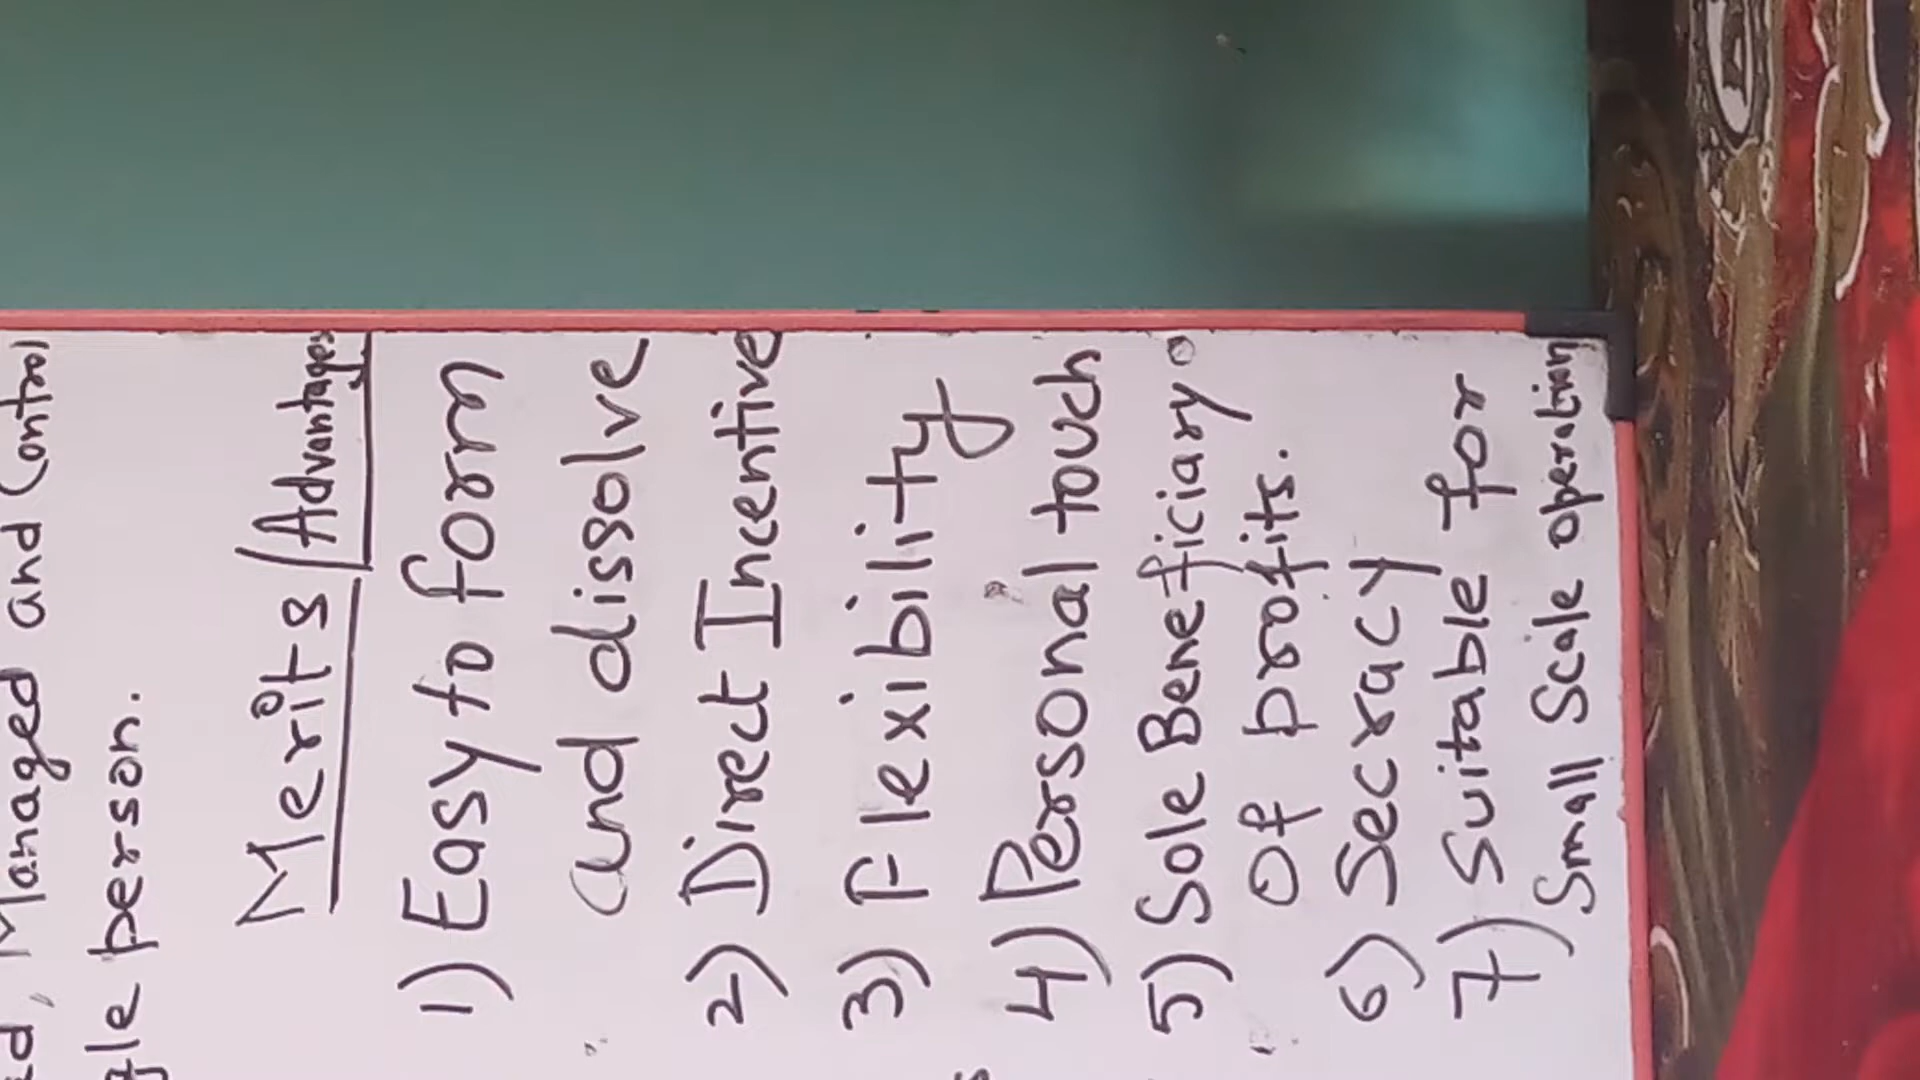 Managed and Control
gle person.
Merits/Advantages
1) Easy to form
and dissolve
2) Direct Incentive
3) Flexibility
4) Personal touch
5) Sole Beneficiary
of profits.
6) Secracy
7) Suitable for
Small Scale operation